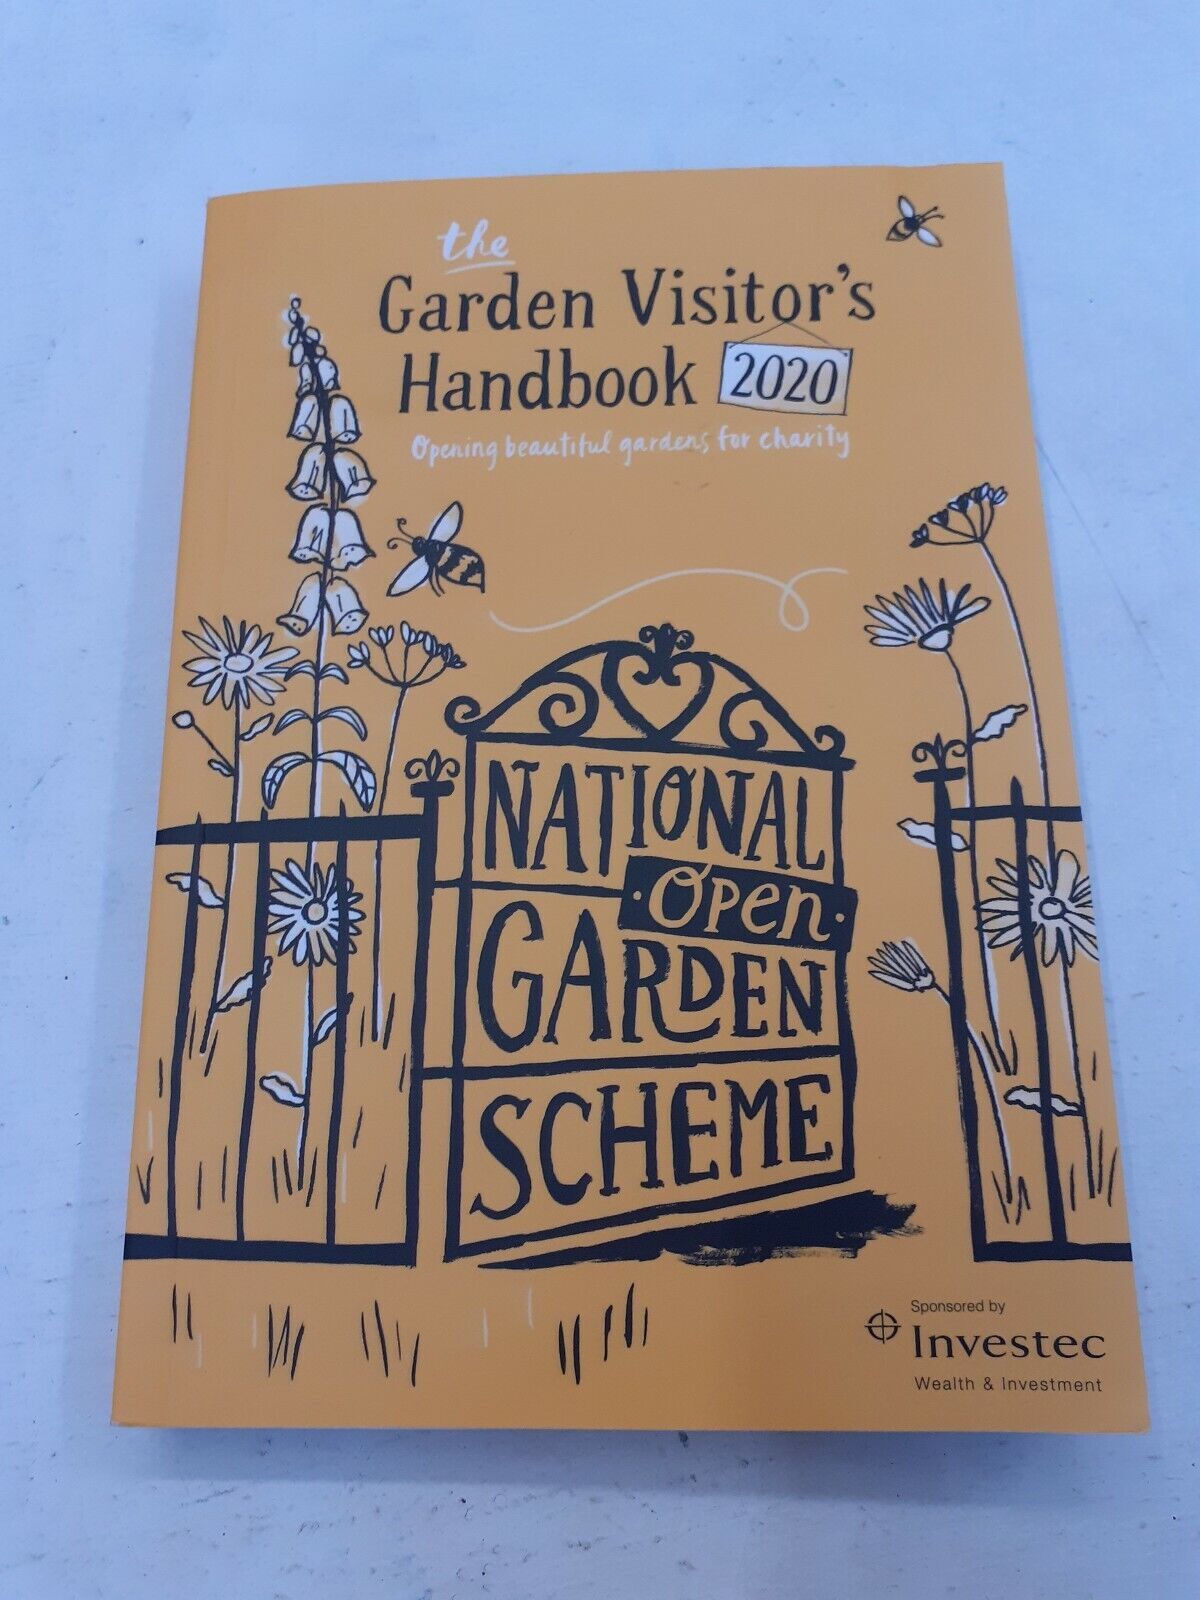 the
Garden Visitor's
Handbook 2020
Opening beautiful gardens for charity
NATIONAL
·Open·
GARDEN
SCHEME
Sponsored by
Investec
Wealth & Investment